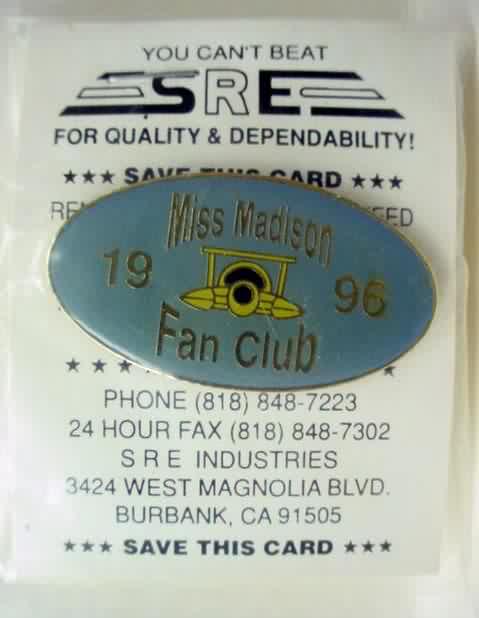 YOU CAN'T BEAT
SRE
FOR QUALITY & DEPENDABILITY!
★★★ SAVE THIS CARD ★★★
Miss Madison
19 96
Fan Club
PHONE (818) 848-7223
24 HOUR FAX (818) 848-7302
SRE INDUSTRIES
3424 WEST MAGNOLIA BLVD.
BURBANK, CA 91505
★★★ SAVE THIS CARD ★★★